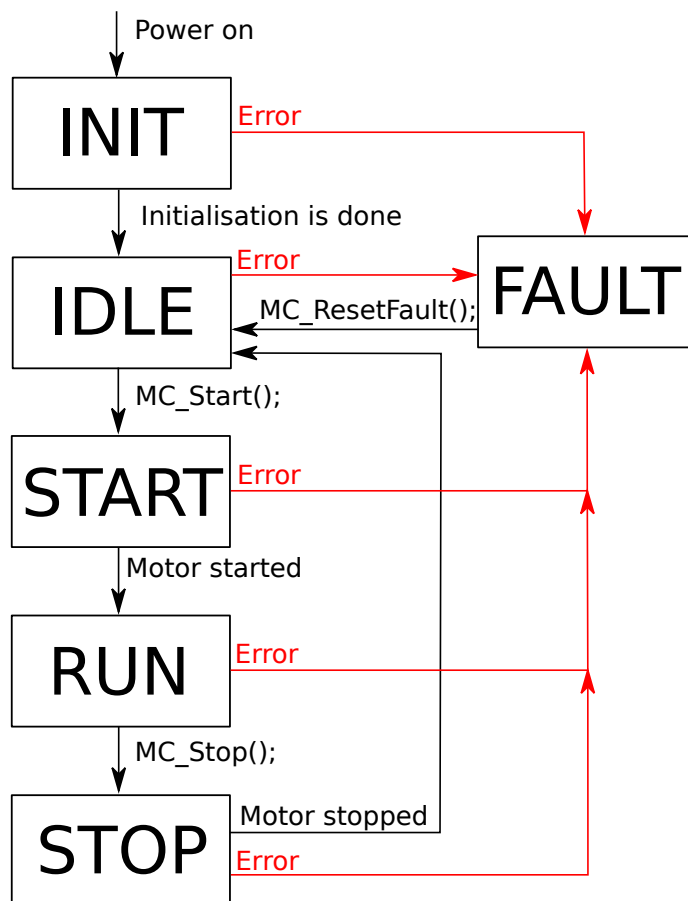 Power on
INIT
Error
Initialisation is done
IDLE
Error
FAULT
MC_ResetFault();
MC_Start();
START
Error
Motor started
RUN
Error
MC_Stop();
STOP
Motor stopped
Error